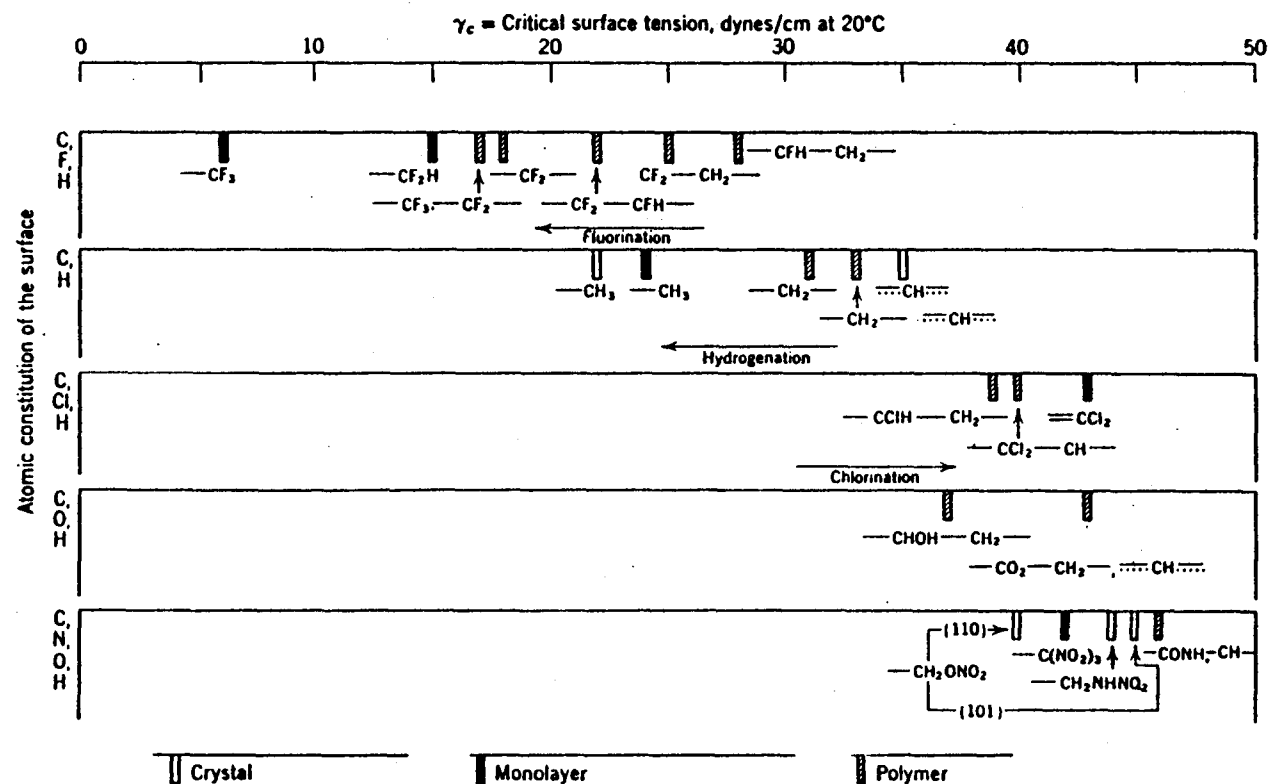 γc = Critical surface tension, dynes/cm at 20°C
0 10 20 30 40 50
Atomic constitution of the surface
C, F, H
—CFH—CH₂—
—CF₃ —CF₂H —CF₂— CF₂—CH₂—
—CF₃, —CF₂— —CF₂—CFH—
Fluorination
C, H
—CH₃ —CH₃ —CH₂— CH
—CH₂— CH
Hydrogenation
C, Cl, H
—CClH—CH₂— =CCl₂
—CCl₂—CH—
Chlorination
C, O, H
—CHOH—CH₂—
—CO₂—CH₂—, CH
C, N, O, H
(110)
—C(NO₂)₃ —CONH, —CH—
—CH₂ONO₂
—CH₂NHNO₂
(101)
Crystal Monolayer Polymer